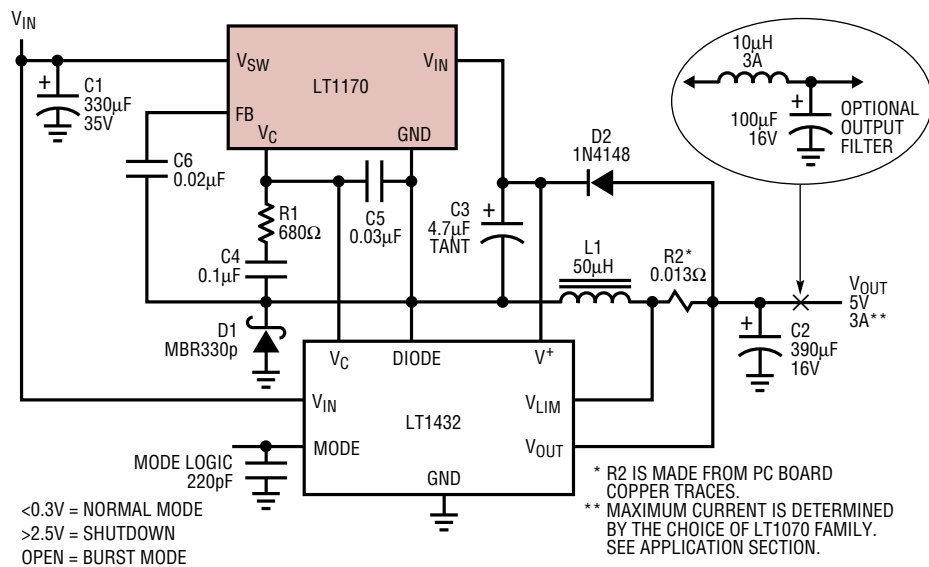 VIN
C1
330µF
35V
VSW
VIN
LT1170
FB
VC
GND
10µH
3A
100µF
16V
OPTIONAL
OUTPUT
FILTER
C6
0.02µF
D2
1N4148
R1
680Ω
C5
0.03µF
C3
4.7µF
TANT
C4
0.1µF
L1
50µH
R2*
0.013Ω
VOUT
5V
3A**
D1
MBR330p
C2
390µF
16V
VC
DIODE
V+
VIN
VLIM
LT1432
MODE
VOUT
GND
MODE LOGIC
220pF
<0.3V = NORMAL MODE
>2.5V = SHUTDOWN
OPEN = BURST MODE
* R2 IS MADE FROM PC BOARD
COPPER TRACES.
** MAXIMUM CURRENT IS DETERMINED
BY THE CHOICE OF LT1070 FAMILY.
SEE APPLICATION SECTION.
+
+
+
+